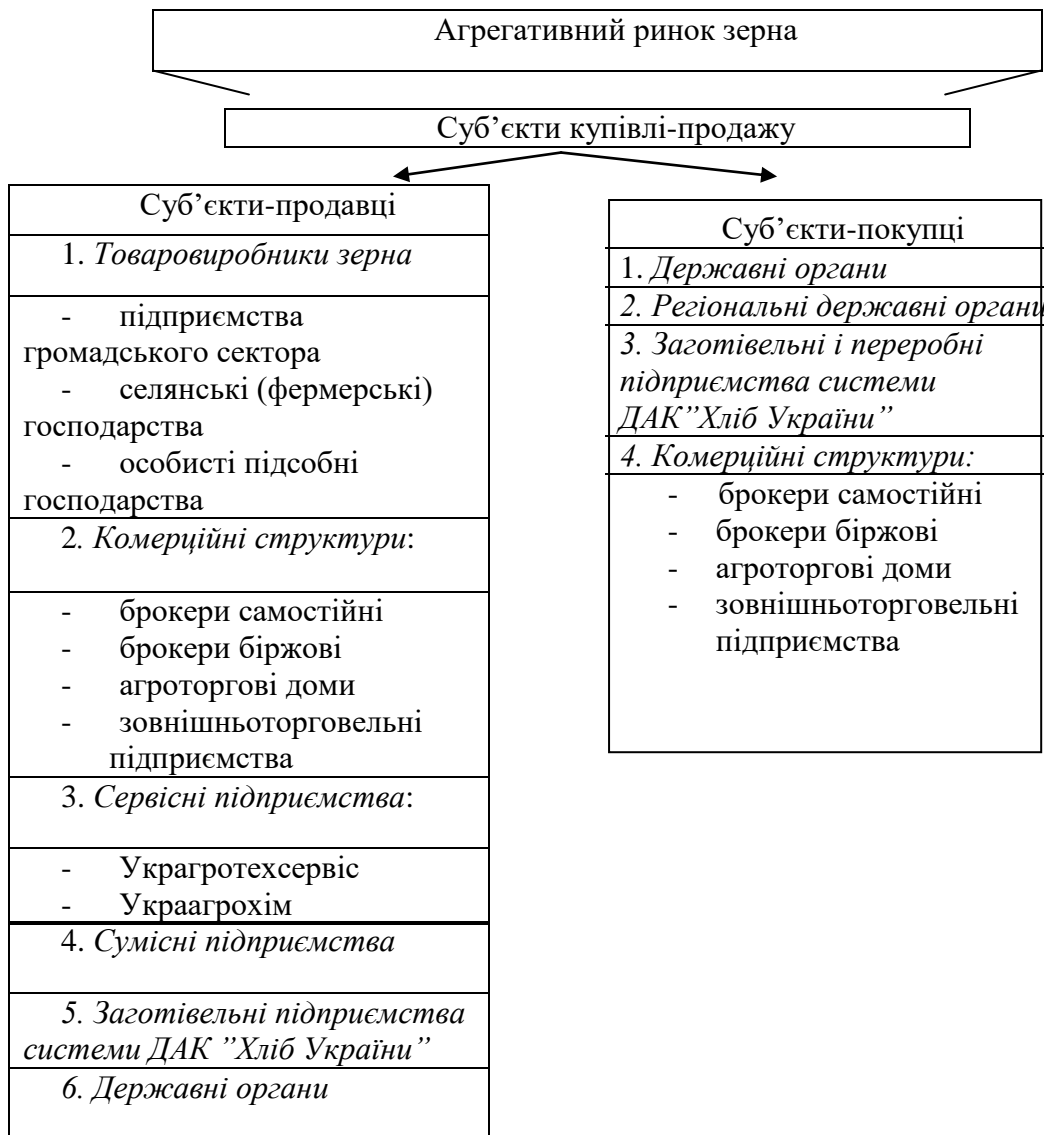 Агрегативний ринок зерна
Суб’єкти купівлі-продажу
Суб’єкти-продавці
1. Товаровиробники зерна
- підприємства
громадського сектора
- селянські (фермерські)
господарства
- особисті підсобні
господарства
2. Комерційні структури:
- брокери самостійні
- брокери біржові
- агроторгові доми
- зовнішньоторговельні
підприємства
3. Сервісні підприємства:
- Украгротехсервіс
- Украагрохім
4. Сумісні підприємства
5. Заготівельні підприємства
системи ДАК ”Хліб України”
6. Державні органи
Суб’єкти-покупці
1. Державні органи
2. Регіональні державні органи
3. Заготівельні і переробні
підприємства системи
ДАК”Хліб України”
4. Комерційні структури:
- брокери самостійні
- брокери біржові
- агроторгові доми
- зовнішньоторговельні
підприємства